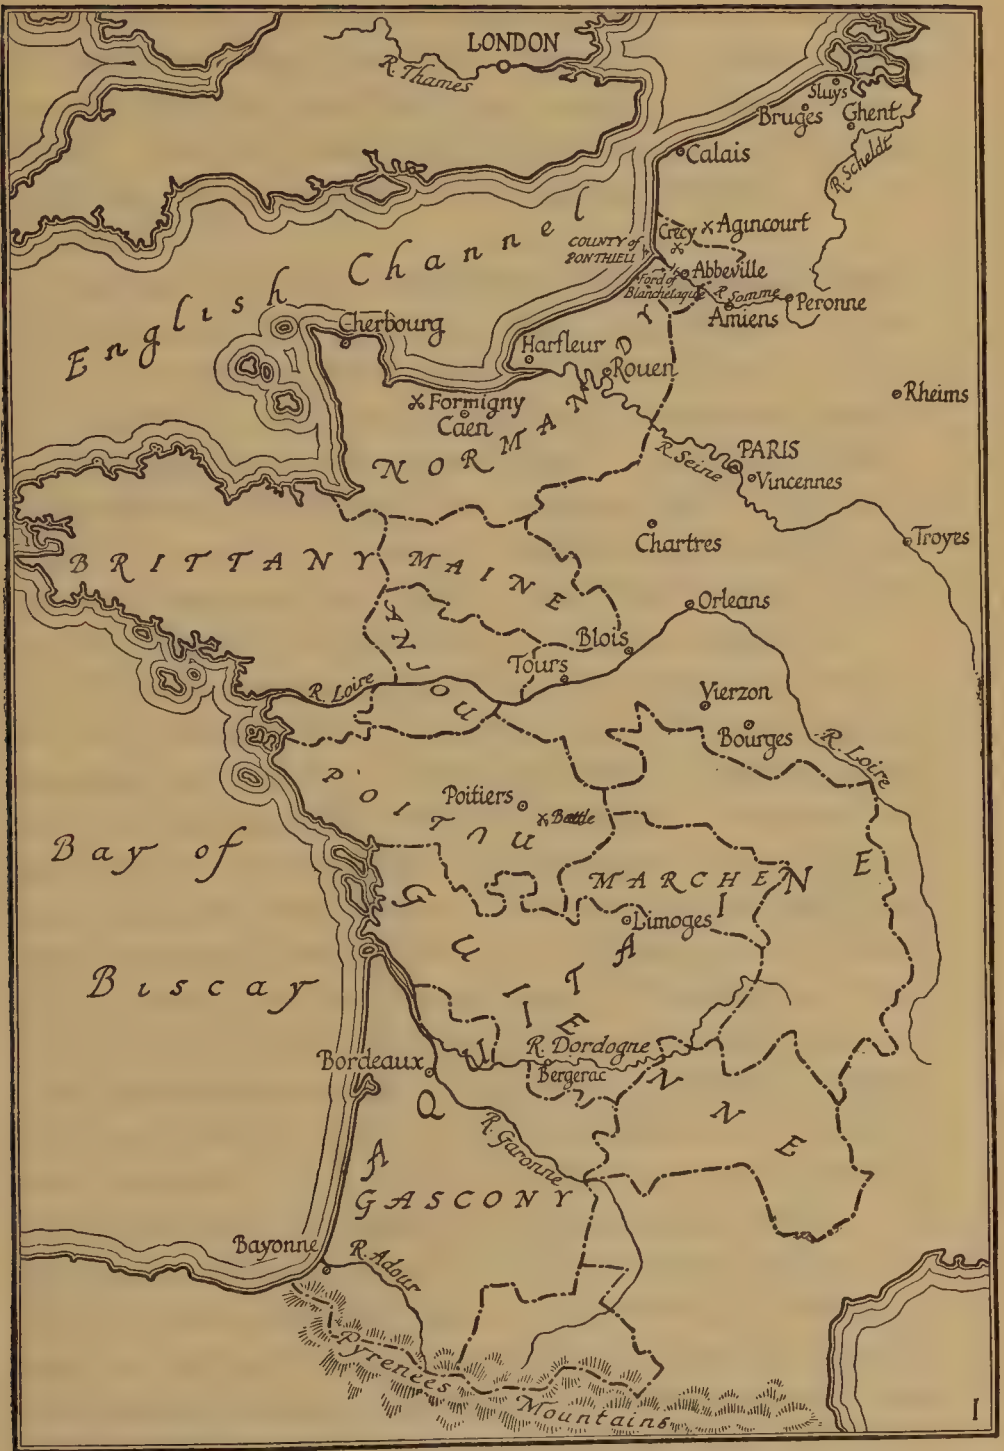 LONDON
R. Thames
Sluys
Bruges
Ghent
R. Scheldt
Calais
English Channel
Crecy
Agincourt
COUNTY of
PONTHIEU
Abbeville
Ford of
Blanchetaque
R. Somme
Peronne
Amiens
Cherbourg
Harfleur
Rouen
Rheims
Formigny
Caen
NORMANDY
R. Seine
PARIS
Vincennes
Chartres
Troyes
BRITTANY
MAINE
ANJOU
Orleans
Blois
Tours
R. Loire
Vierzon
Bourges
R. Loire
POITOU
Poitiers
Battle
Bay of
Biscay
MARCHE
Limoges
GUIENNE
AQUITAINE
R. Dordogne
Bergerac
Bordeaux
R. Garonne
GASCONY
Bayonne
R. Adour
Pyrenees
Mountains
I